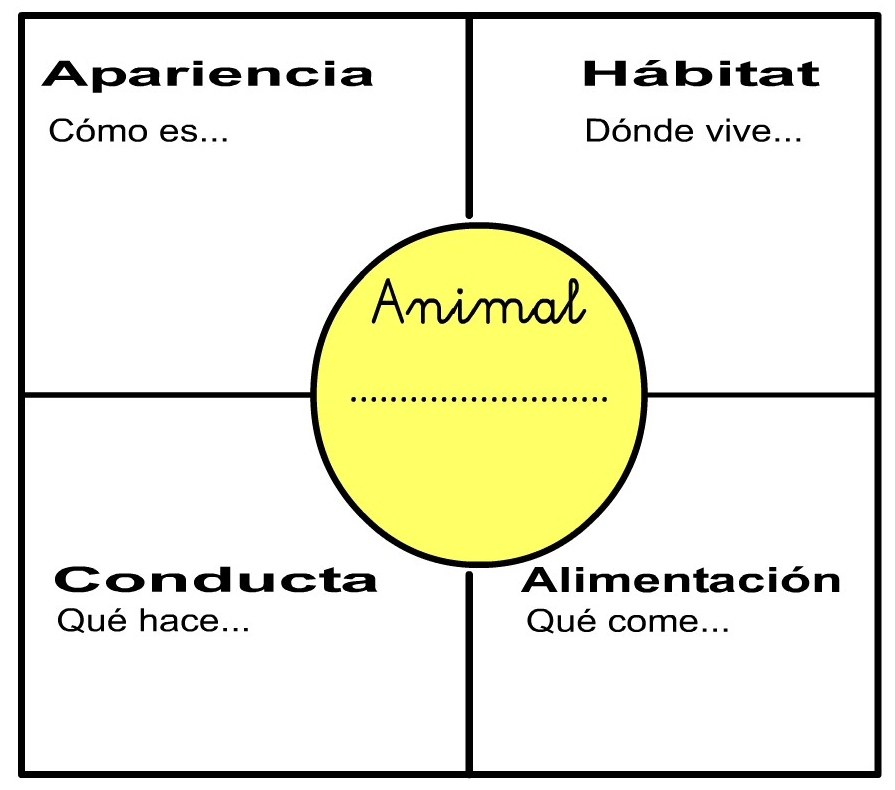 Apariencia
Cómo es...
Hábitat
Dónde vive...
Animal
..........................
Conducta
Qué hace...
Alimentación
Qué come...